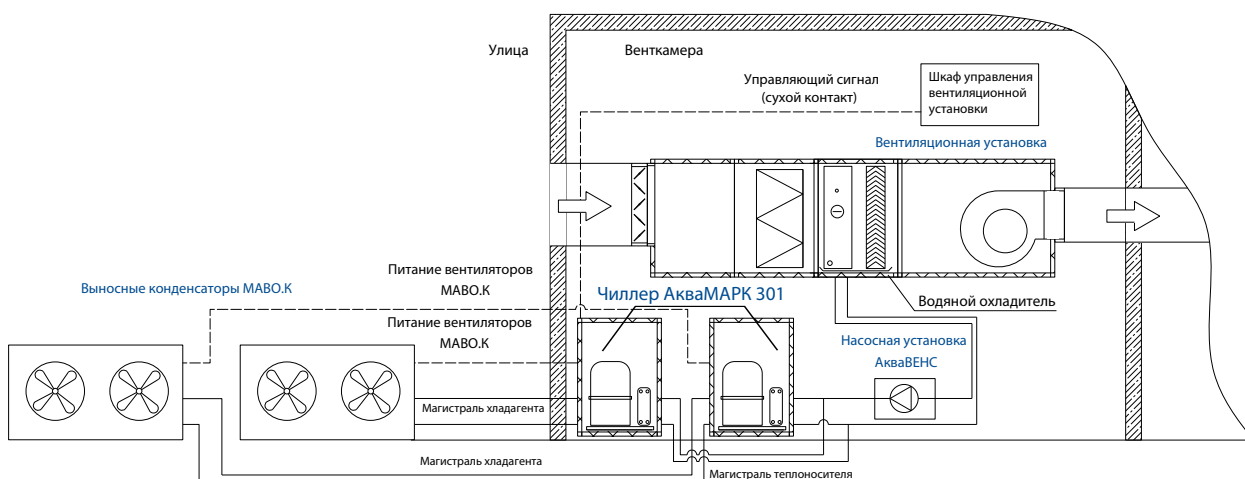 Улица
Венткамера
Управляющий сигнал
(сухой контакт)
Шкаф управления
вентиляционной
установки
Вентиляционная установка
Питание вентиляторов
МАВО.К
Выносные конденсаторы МАВО.К
Чиллер АкваМАРК 301
Водяной охладитель
Питание вентиляторов
МАВО.К
Насосная установка
АкваВЕНС
Магистраль хладагента
Магистраль хладагента
Магистраль теплоносителя